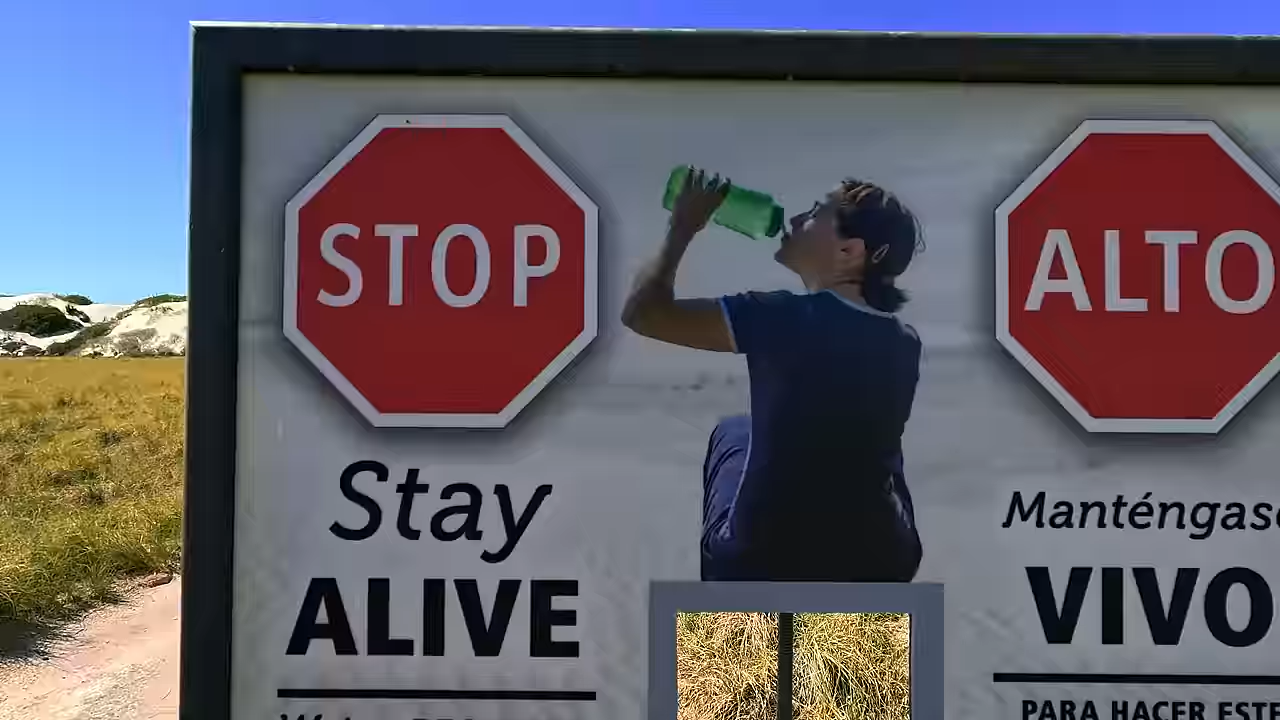 STOP
Stay
ALIVE
ALTO
Manténgase
VIVO
PARA HACER ESTE